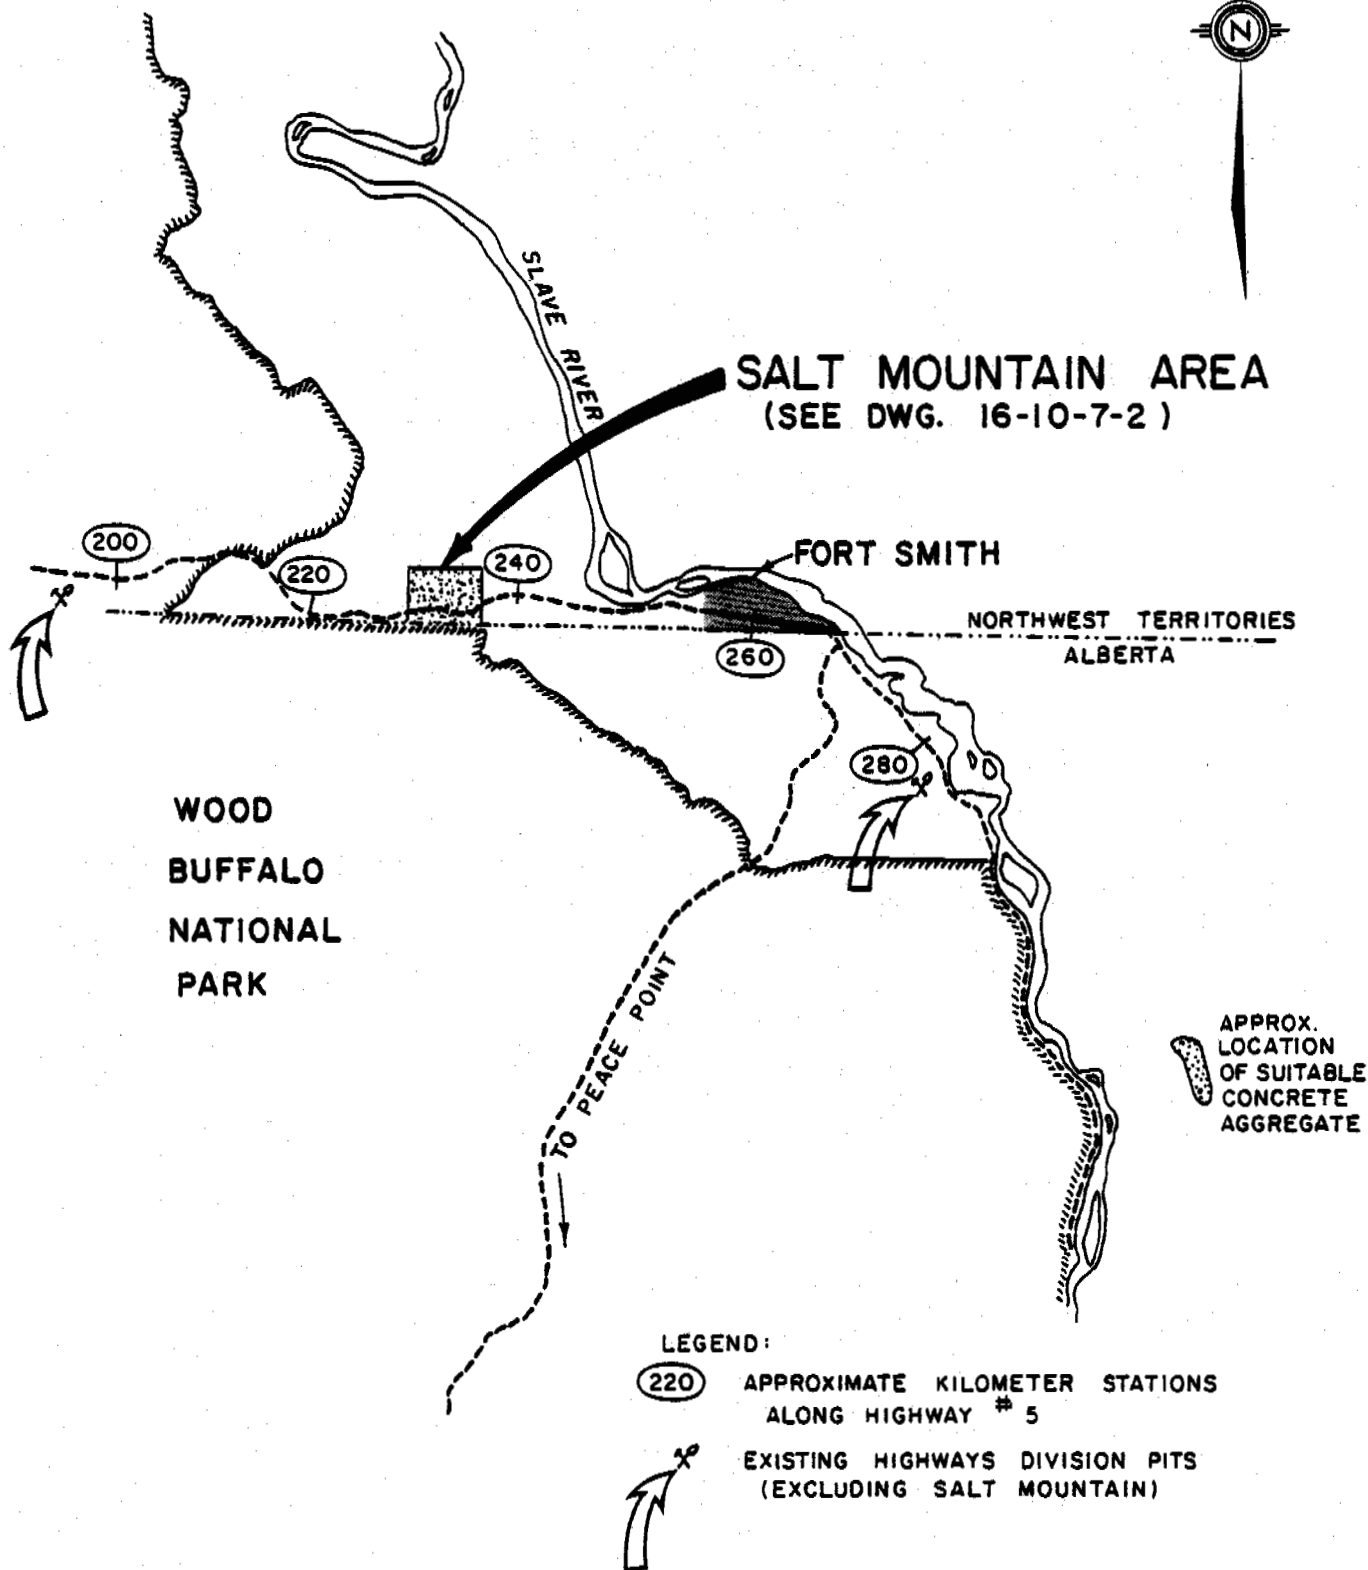 N
SLAVE RIVER
SALT MOUNTAIN AREA
(SEE DWG. 16-10-7-2 )
200
220
240
FORT SMITH
260
NORTHWEST TERRITORIES
ALBERTA
280
WOOD
BUFFALO
NATIONAL
PARK
TO PEACE POINT
APPROX.
LOCATION
OF SUITABLE
CONCRETE
AGGREGATE
LEGEND:
220 APPROXIMATE KILOMETER STATIONS
ALONG HIGHWAY # 5
EXISTING HIGHWAYS DIVISION PITS
(EXCLUDING SALT MOUNTAIN)